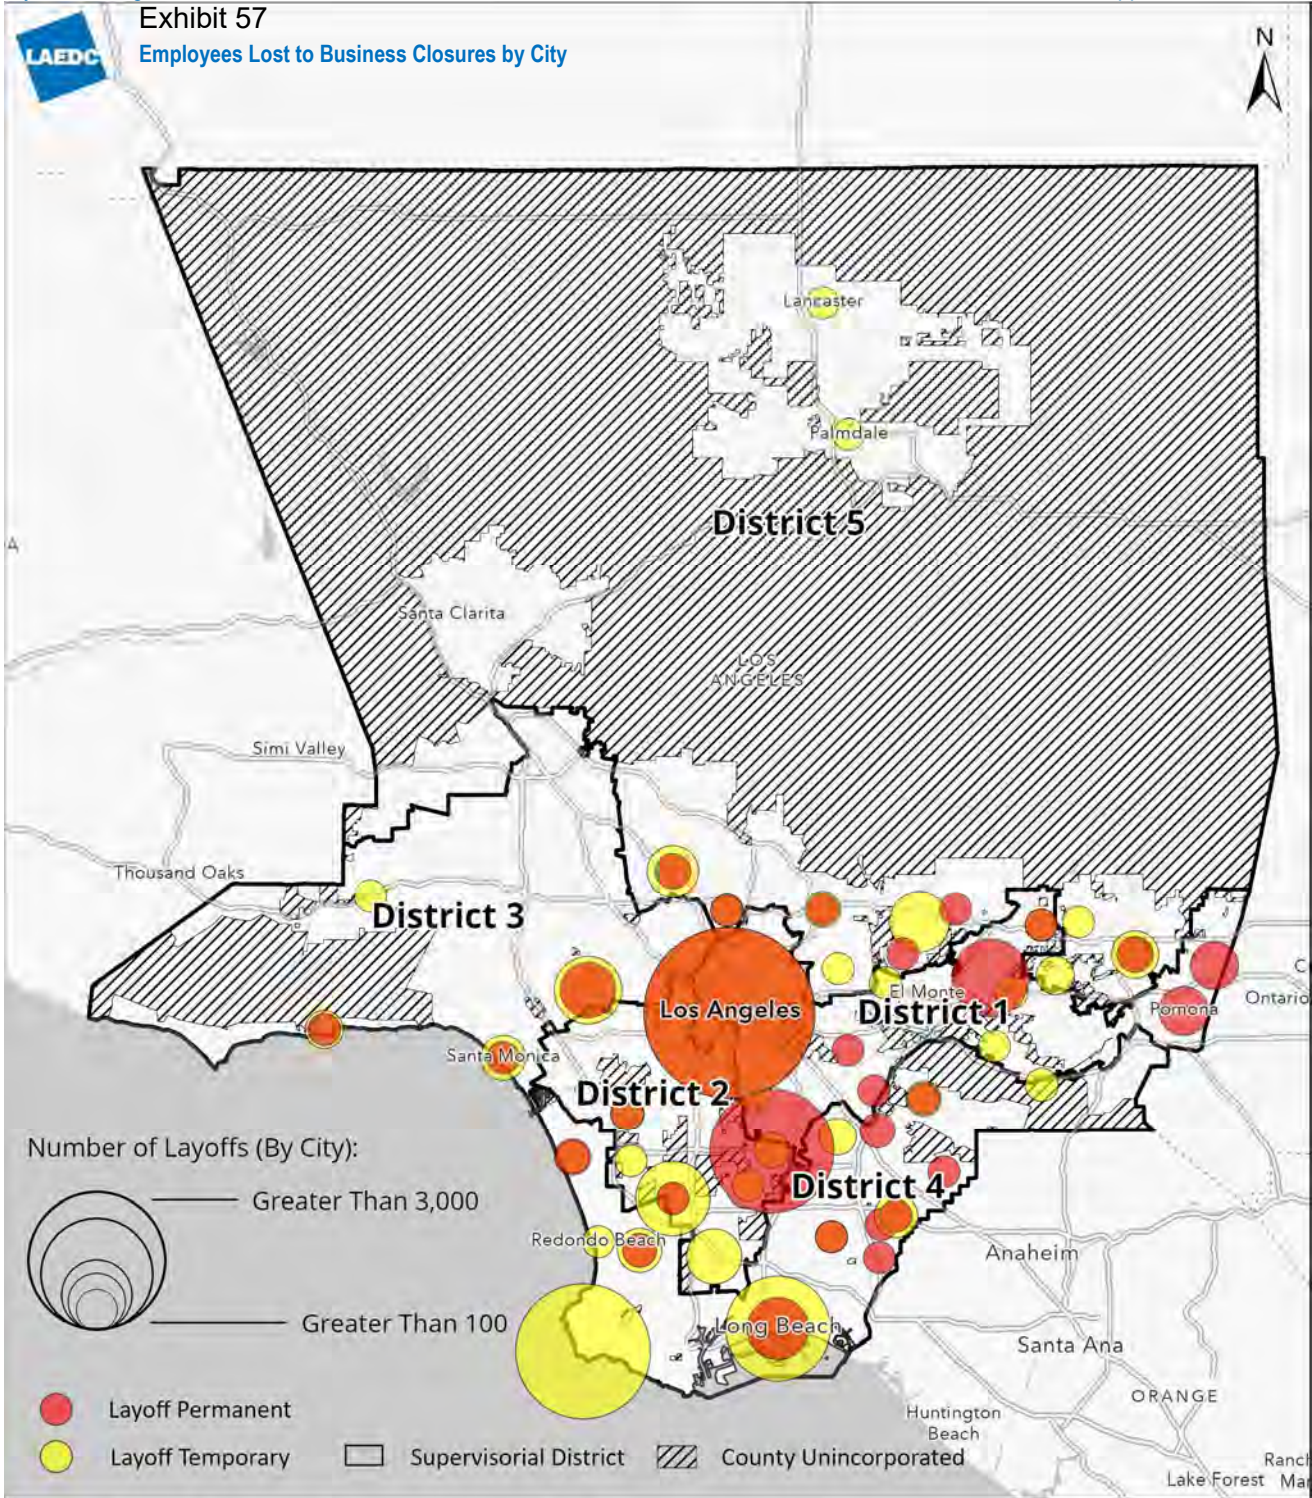 Exhibit 57
LAEDC
Employees Lost to Business Closures by City
N
Lancaster
Palmdale
District 5
Santa Clarita
LOS
ANGELES
Simi Valley
Thousand Oaks
District 3
Los Angeles
El Monte
District 1
Pomona
Ontario
Santa Monica
District 2
District 4
Redondo Beach
Anaheim
Long Beach
Santa Ana
ORANGE
Huntington
Beach
Lake Forest
Number of Layoffs (By City):
Greater Than 3,000
Greater Than 100
Layoff Permanent
Layoff Temporary
Supervisorial District
County Unincorporated